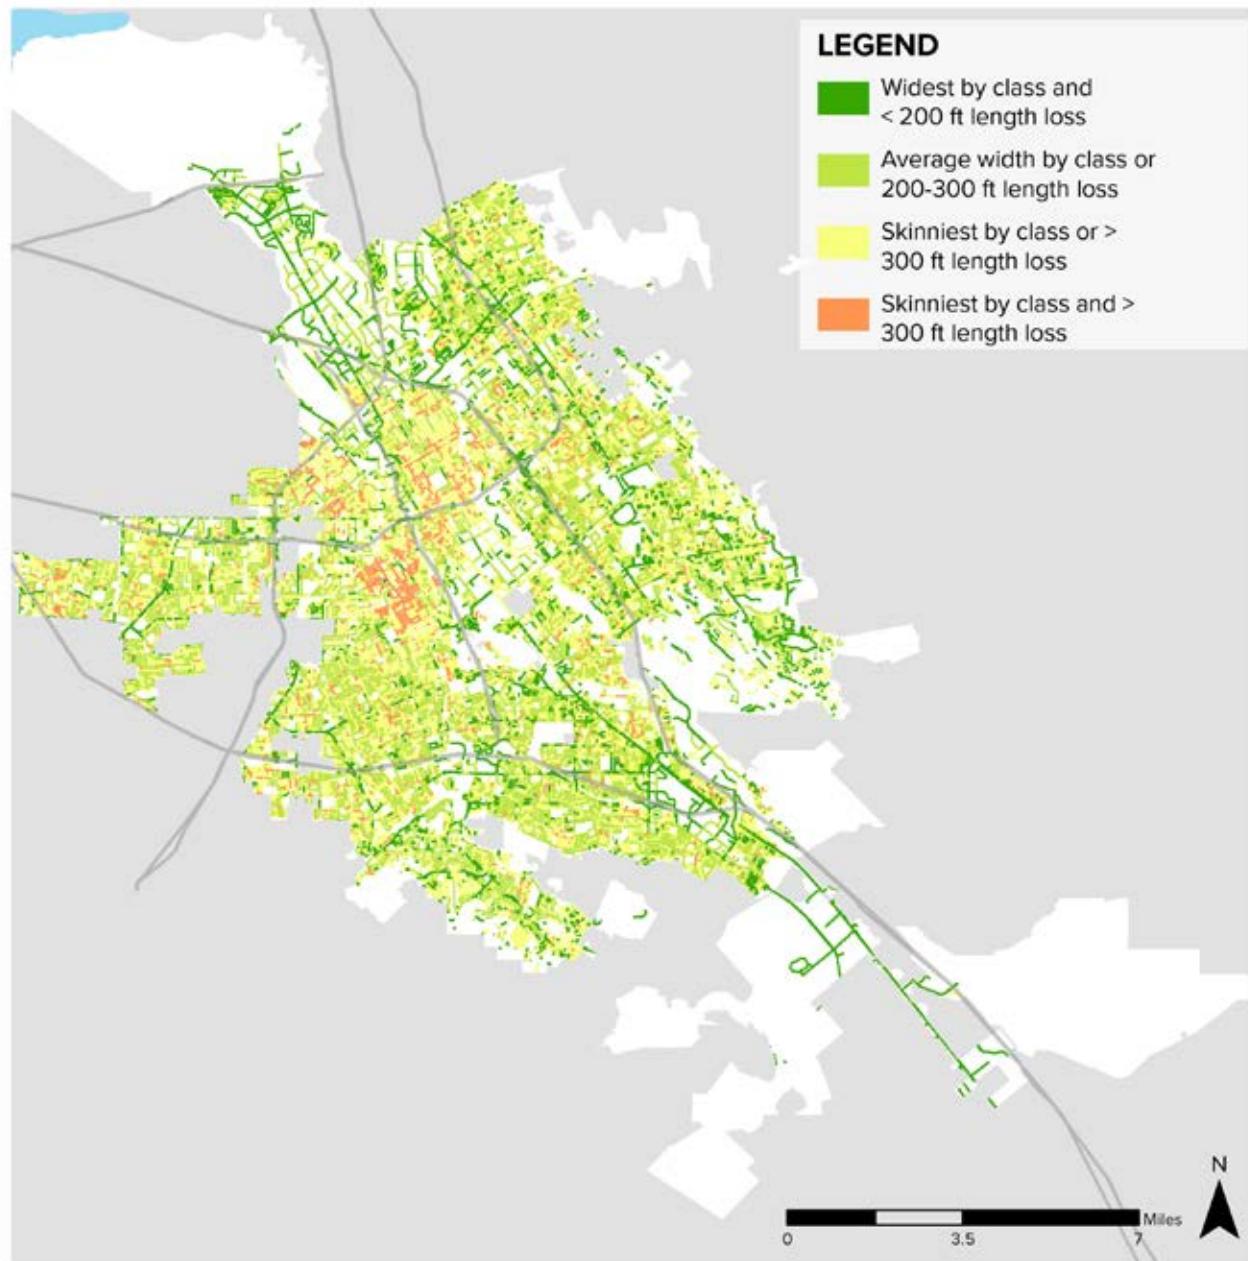 LEGEND
Widest by class and
< 200 ft length loss
Average width by class or
200-300 ft length loss
Skinniest by class or >
300 ft length loss
Skinniest by class and >
300 ft length loss
N
Miles
0 3.5 7